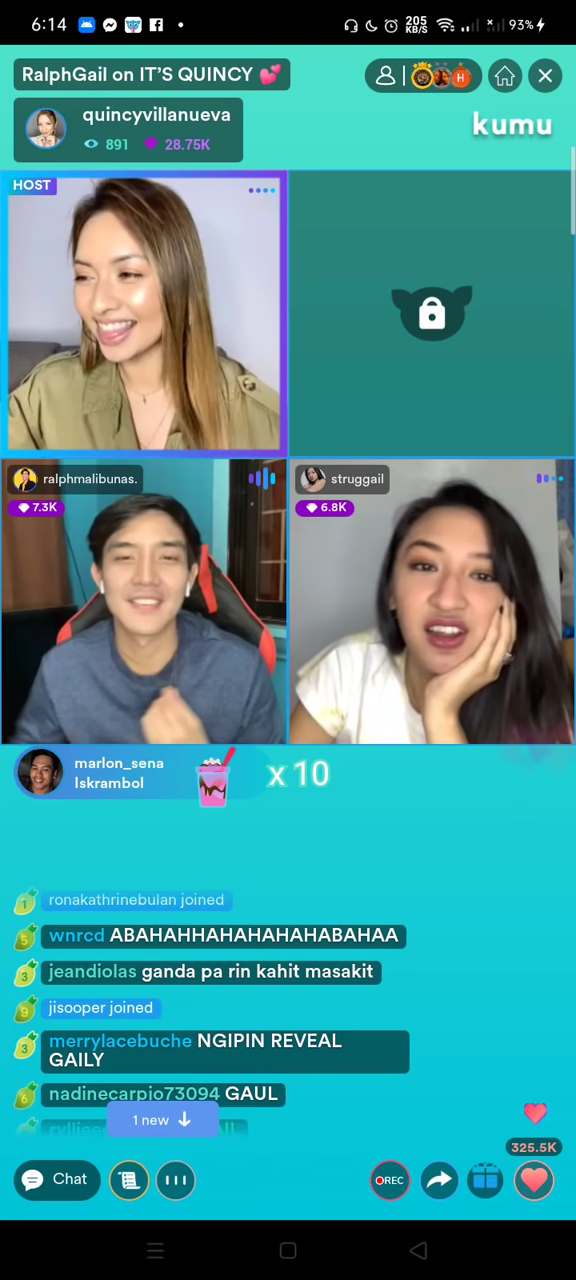 6:14
205
KB/S
93%
RalphGail on IT'S QUINCY 💕
H
quincyvillanueva
891
28.75K
kumu
HOST
ralphmalibunas.
7.3K
struggail
6.8K
marlon_sena
Iskrambol
x 10
1 ronakathrinebulan joined
5 wnrcd ABAHAHHAHAHAHAHABAHAA
3 jeandiolas ganda pa rin kahit masakit
9 jisooper joined
3 merrylacebuche NGIPIN REVEAL
GAILY
6 nadinecarpio73094 GAUL
1 new
325.5K
Chat
REC